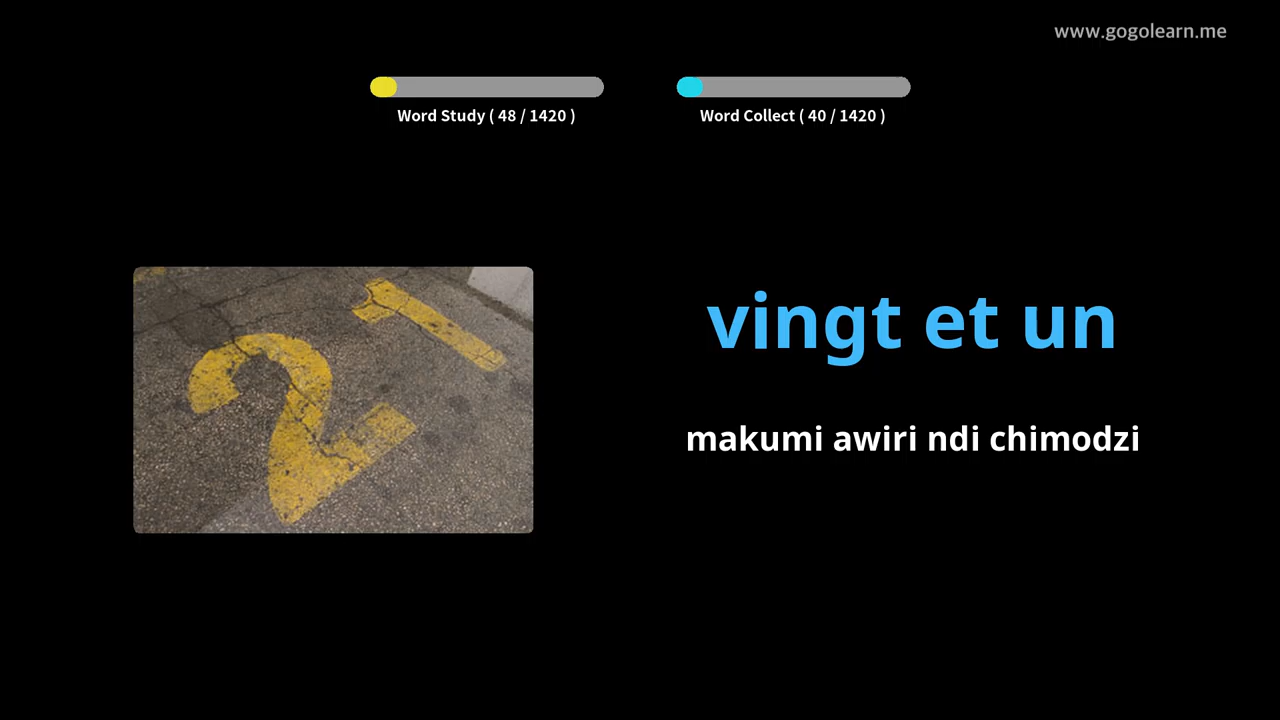 www.gogolearn.me
Word Study ( 48 / 1420 )
Word Collect ( 40 / 1420 )
21
vingt et un
makumi awiri ndi chimodzi